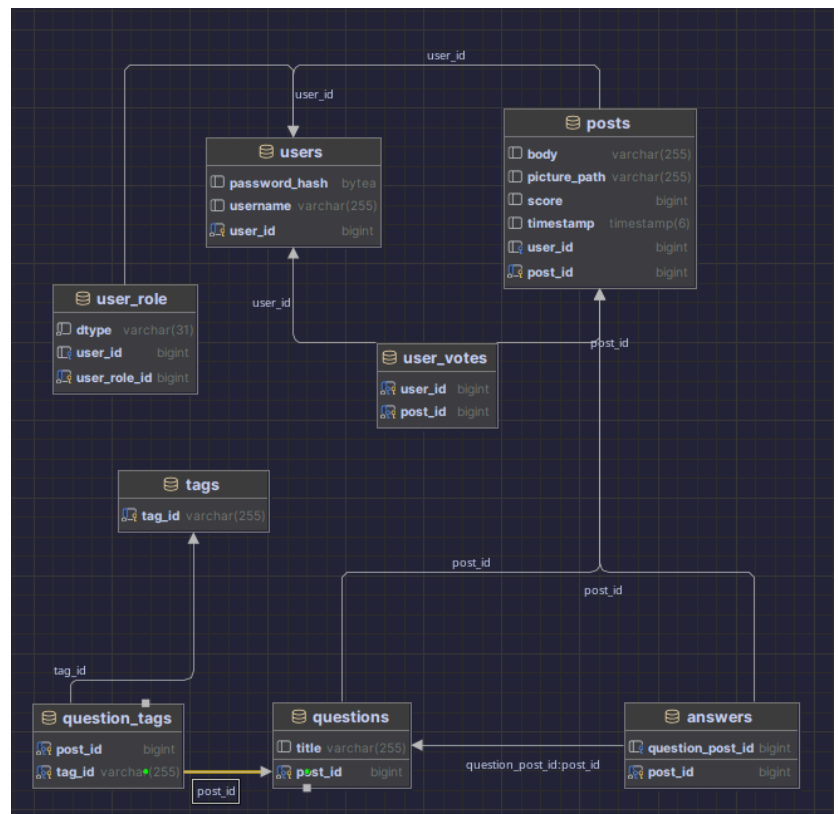 user_id
user_id
users
password_hash bytea
username varchar(255)
user_id bigint
posts
body varchar(255)
picture_path varchar(255)
score bigint
timestamp timestamp(6)
user_id bigint
post_id bigint
user_role
dtype varchar(31)
user_id bigint
user_role_id bigint
user_id
post_id
user_votes
user_id bigint
post_id bigint
tags
tag_id varchar(255)
post_id
post_id
tag_id
question_tags
post_id bigint
tag_id varchar(255)
questions
title varchar(255)
post_id bigint
answers
question_post_id bigint
post_id bigint
question_post_id:post_id
post_id